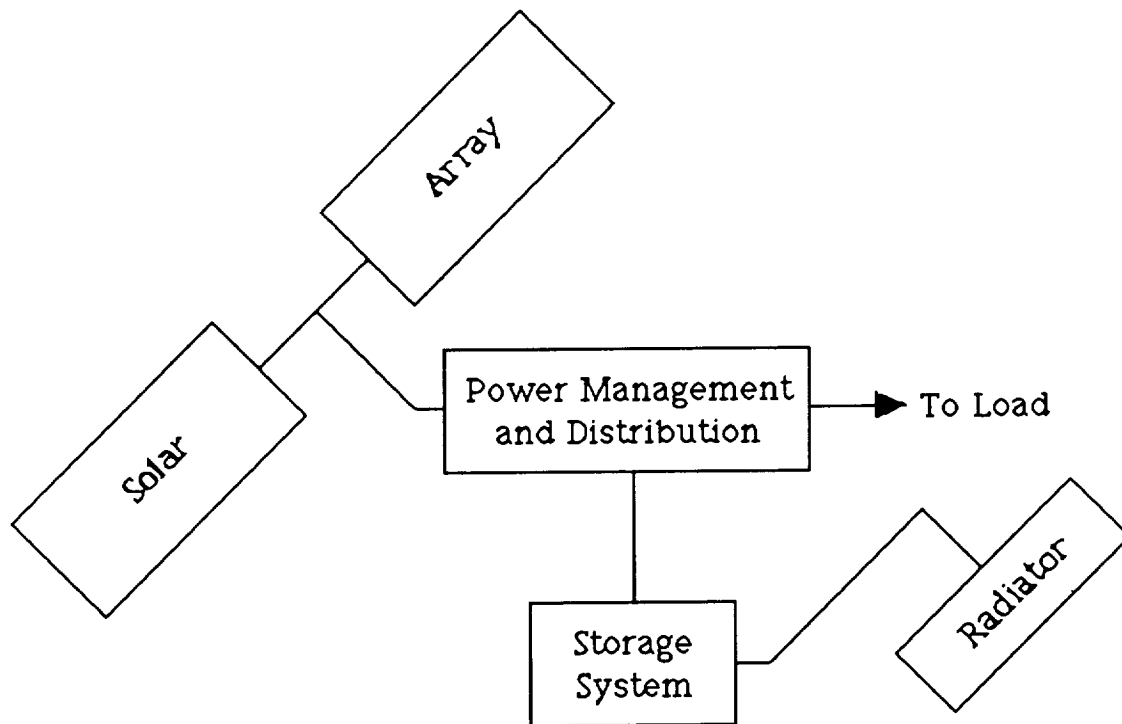 Solar
Array
Power Management
and Distribution
To Load
Storage
System
Radiator